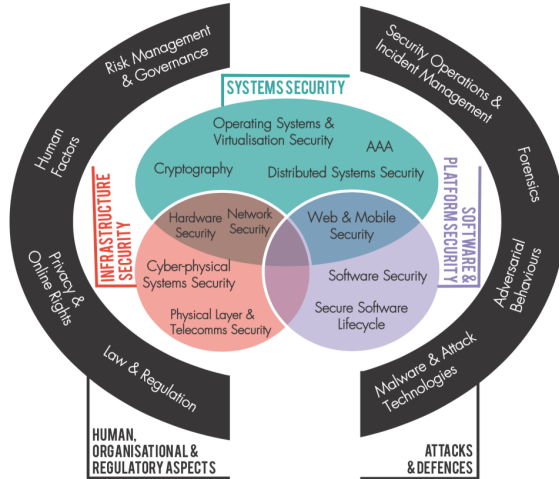 Risk Management
& Governance
Human
Factors
Privacy &
Online Rights
Law & Regulation
HUMAN,
ORGANISATIONAL &
REGULATORY ASPECTS
SYSTEMS SECURITY
Operating Systems &
Virtualisation Security
AAA
Cryptography
Distributed Systems Security
INFRASTRUCTURE
SECURITY
Hardware
Security
Network
Security
Web & Mobile
Security
Cyber-physical
Systems Security
Physical Layer &
Telecomms Security
Software Security
Secure Software
Lifecycle
SOFTWARE &
PLATFORM SECURITY
Security Operations &
Incident Management
Forensics
Adversarial
Behaviours
Malware & Attack
Technologies
ATTACKS
& DEFENCES